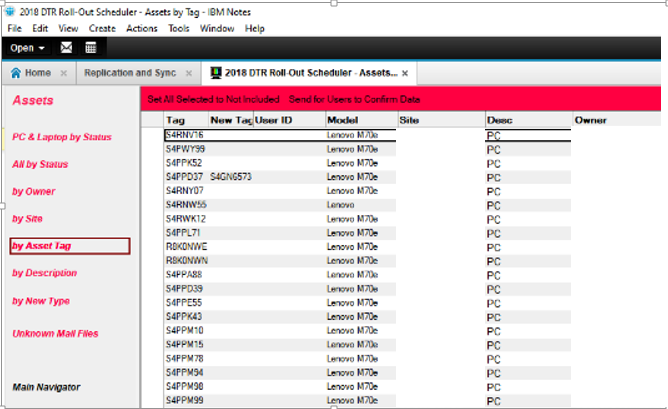 2018 DTR Roll-Out Scheduler - Assets by Tag - IBM Notes
File Edit View Create Actions Tools Window Help
Open
Home Replication and Sync 2018 DTR Roll-Out Scheduler - Assets...
Assets
Set All Selected to Not Included Send for Users to Confirm Data
PC & Laptop by Status
All by Status
by Owner
by Site
by Asset Tag
by Description
by New Type
Unknown Mail Files
Main Navigator
Tag New Tag User ID Model Site Desc Owner
S4RNV16 Lenovo M70e PC
S4PWY99 Lenovo M70e PC
S4PPK52 Lenovo M70e PC
S4PPD37 S4GN6573 Lenovo M70e PC
S4RNY07 Lenovo M70e PC
S4RNW55 Lenovo PC
S4RWK12 Lenovo M70e PC
S4PPL71 Lenovo M70e PC
R8K0NWE Lenovo M70e PC
R8K0NWN Lenovo M70e PC
S4PPA88 Lenovo M70e PC
S4PPD39 Lenovo M70e PC
S4PPE55 Lenovo M70e PC
S4PPK43 Lenovo M70e PC
S4PPM10 Lenovo M70e PC
S4PPM15 Lenovo M70e PC
S4PPM78 Lenovo M70e PC
S4PPM94 Lenovo M70e PC
S4PPM98 Lenovo M70e PC
S4PPM99 Lenovo M70e PC